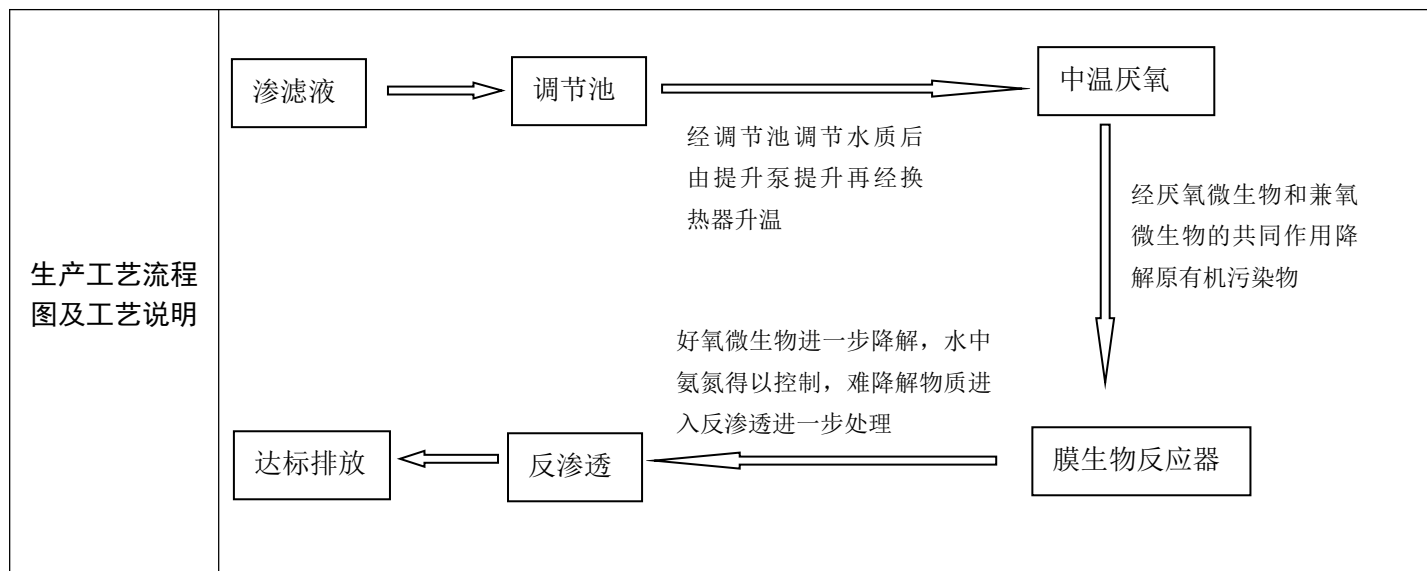 生产工艺流程
图及工艺说明
渗滤液
调节池
中温厌氧
经调节池调节水质后
由提升泵提升再经换
热器升温
经厌氧微生物和兼氧
微生物的共同作用降
解原有机污染物
好氧微生物进一步降解，水中
氨氮得以控制，难降解物质进
入反渗透进一步处理
膜生物反应器
反渗透
达标排放